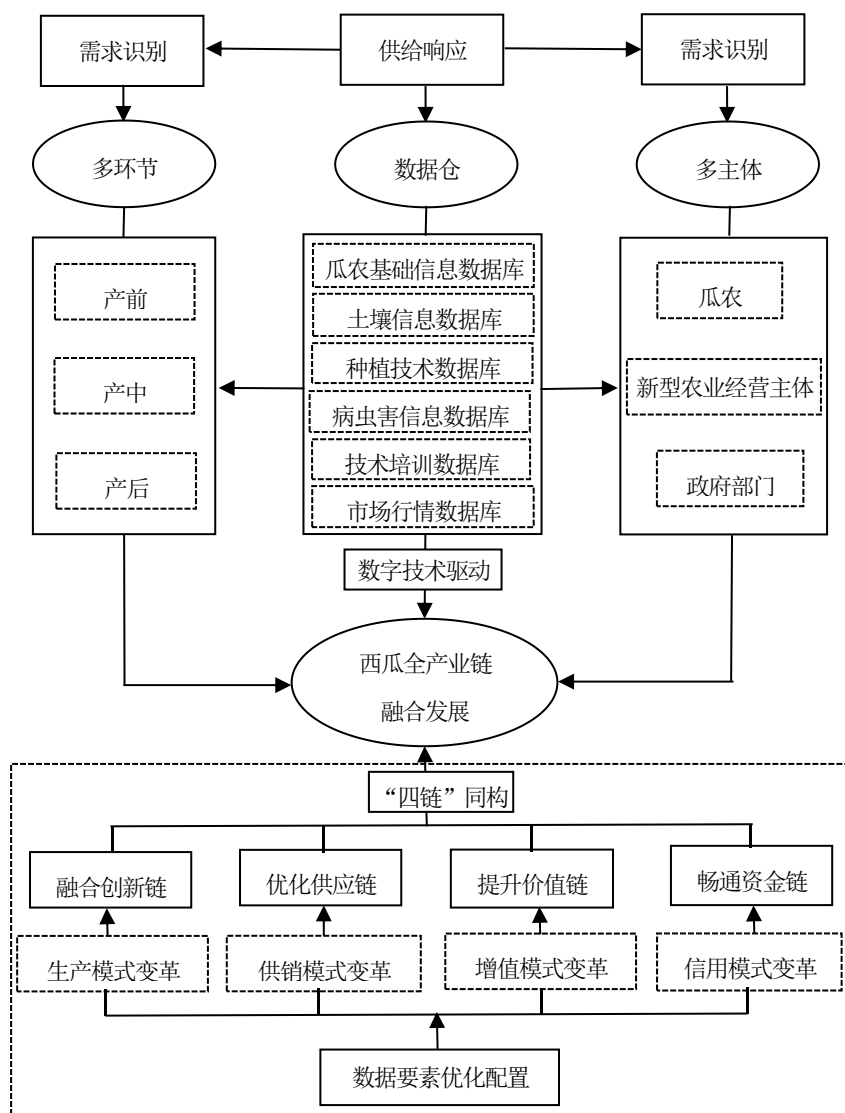 需求识别
供给响应
需求识别
多环节
数据仓
多主体
产前
产中
产后
瓜农基础信息数据库
土壤信息数据库
种植技术数据库
病虫害信息数据库
技术培训数据库
市场行情数据库
瓜农
新型农业经营主体
政府部门
数字技术驱动
西瓜全产业链
融合发展
“四链”同构
融合创新链
优化供应链
提升价值链
畅通资金链
生产模式变革
供销模式变革
增值模式变革
信用模式变革
数据要素优化配置